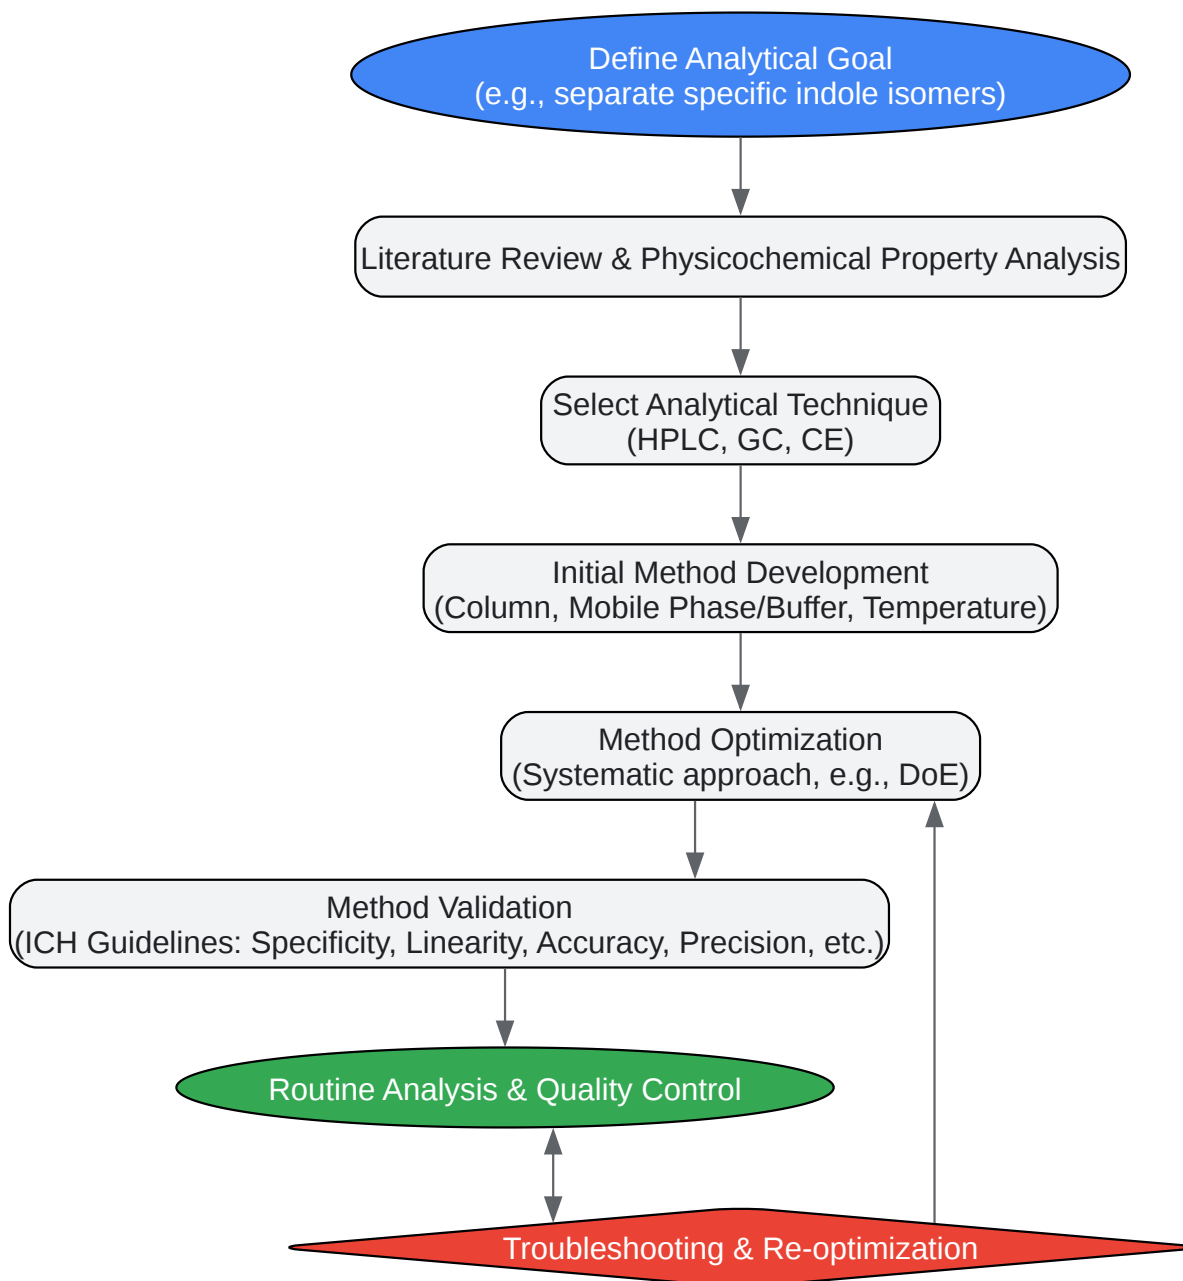 Define Analytical Goal
(e.g., separate specific indole isomers)
Literature Review & Physicochemical Property Analysis
Select Analytical Technique
(HPLC, GC, CE)
Initial Method Development
(Column, Mobile Phase/Buffer, Temperature)
Method Optimization
(Systematic approach, e.g., DoE)
Method Validation
(ICH Guidelines: Specificity, Linearity, Accuracy, Precision, etc.)
Routine Analysis & Quality Control
Troubleshooting & Re-optimization